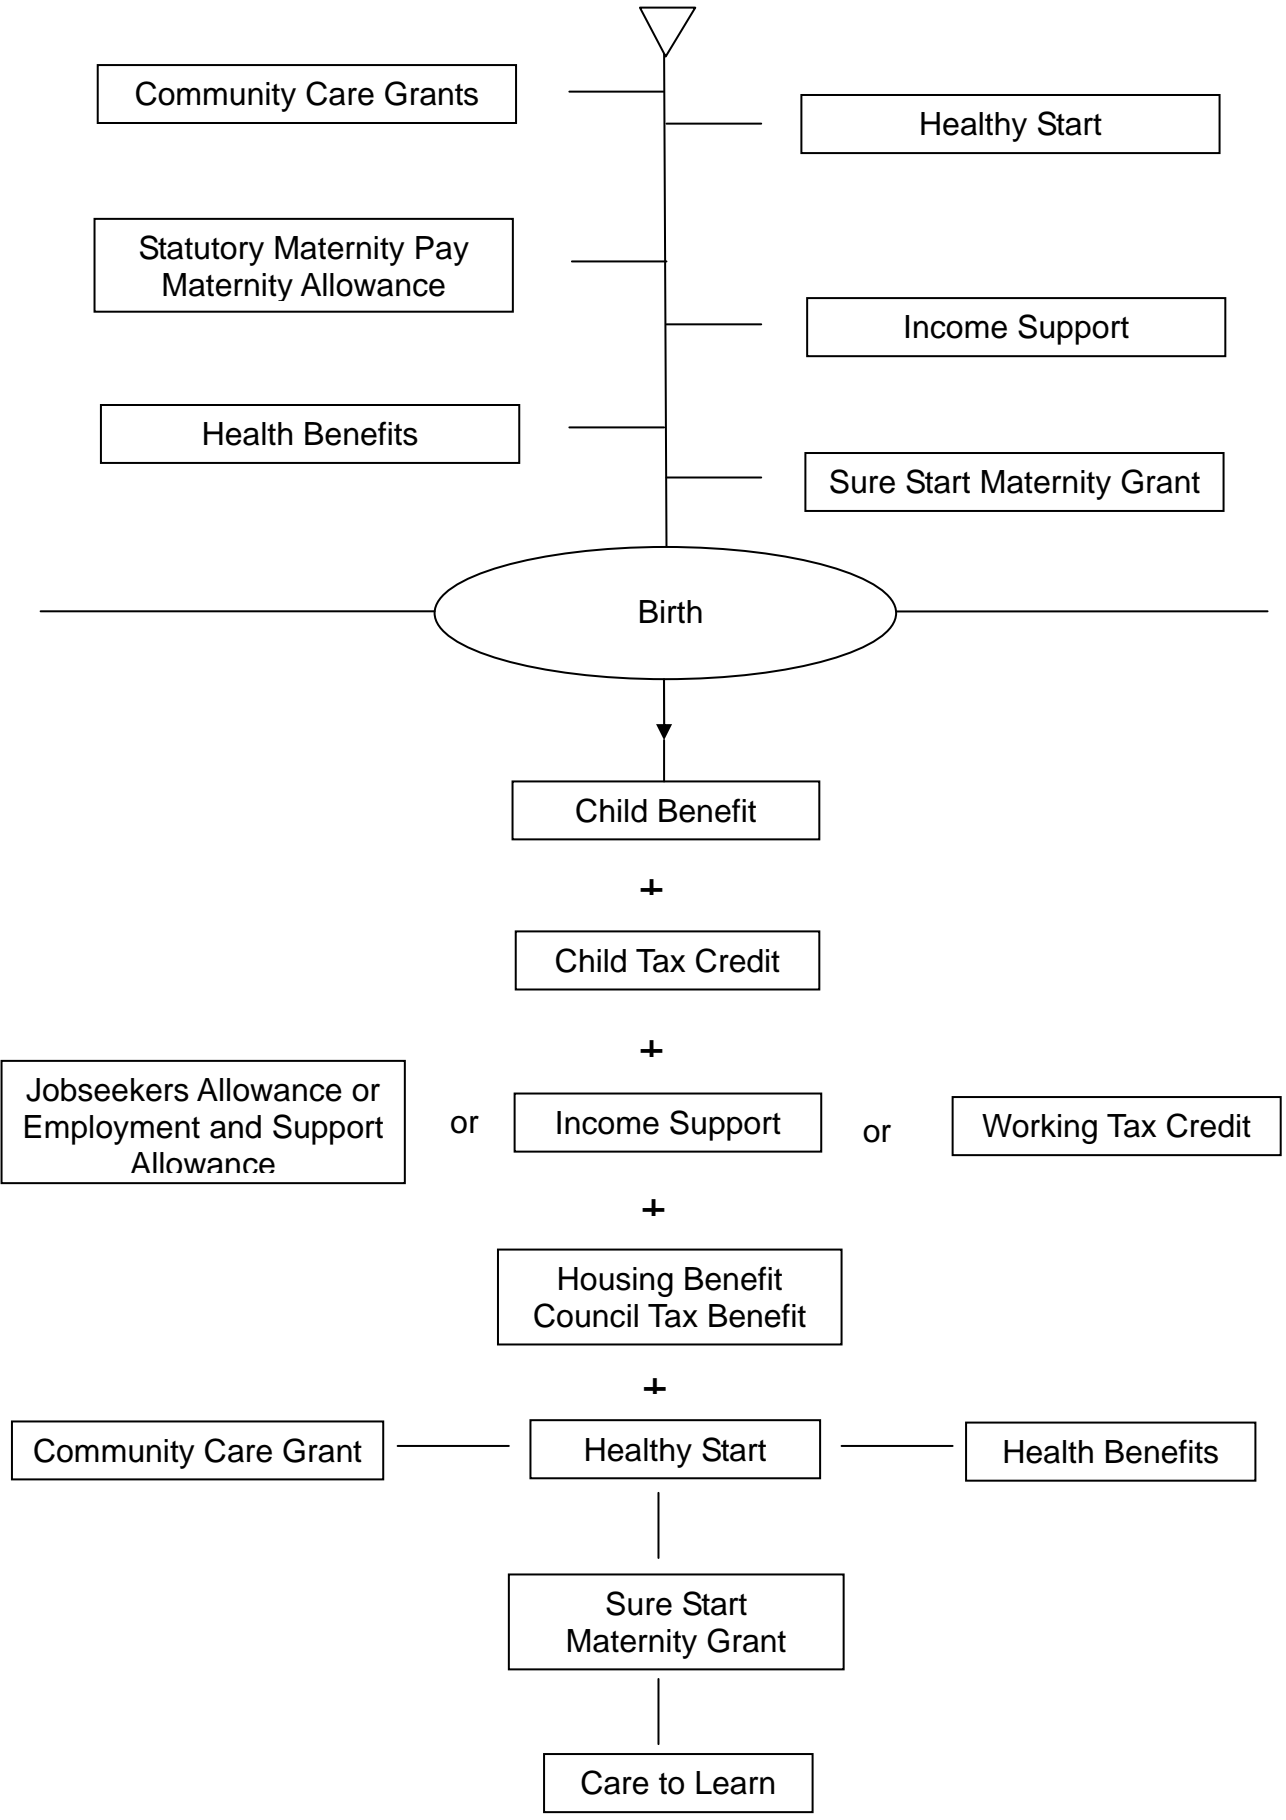 Community Care Grants
Healthy Start
Statutory Maternity Pay
Maternity Allowance
Income Support
Health Benefits
Sure Start Maternity Grant
Birth
Child Benefit
+
Child Tax Credit
+
Jobseekers Allowance or
Employment and Support
Allowance
or
Income Support
or
Working Tax Credit
+
Housing Benefit
Council Tax Benefit
+
Community Care Grant
Healthy Start
Health Benefits
Sure Start
Maternity Grant
Care to Learn